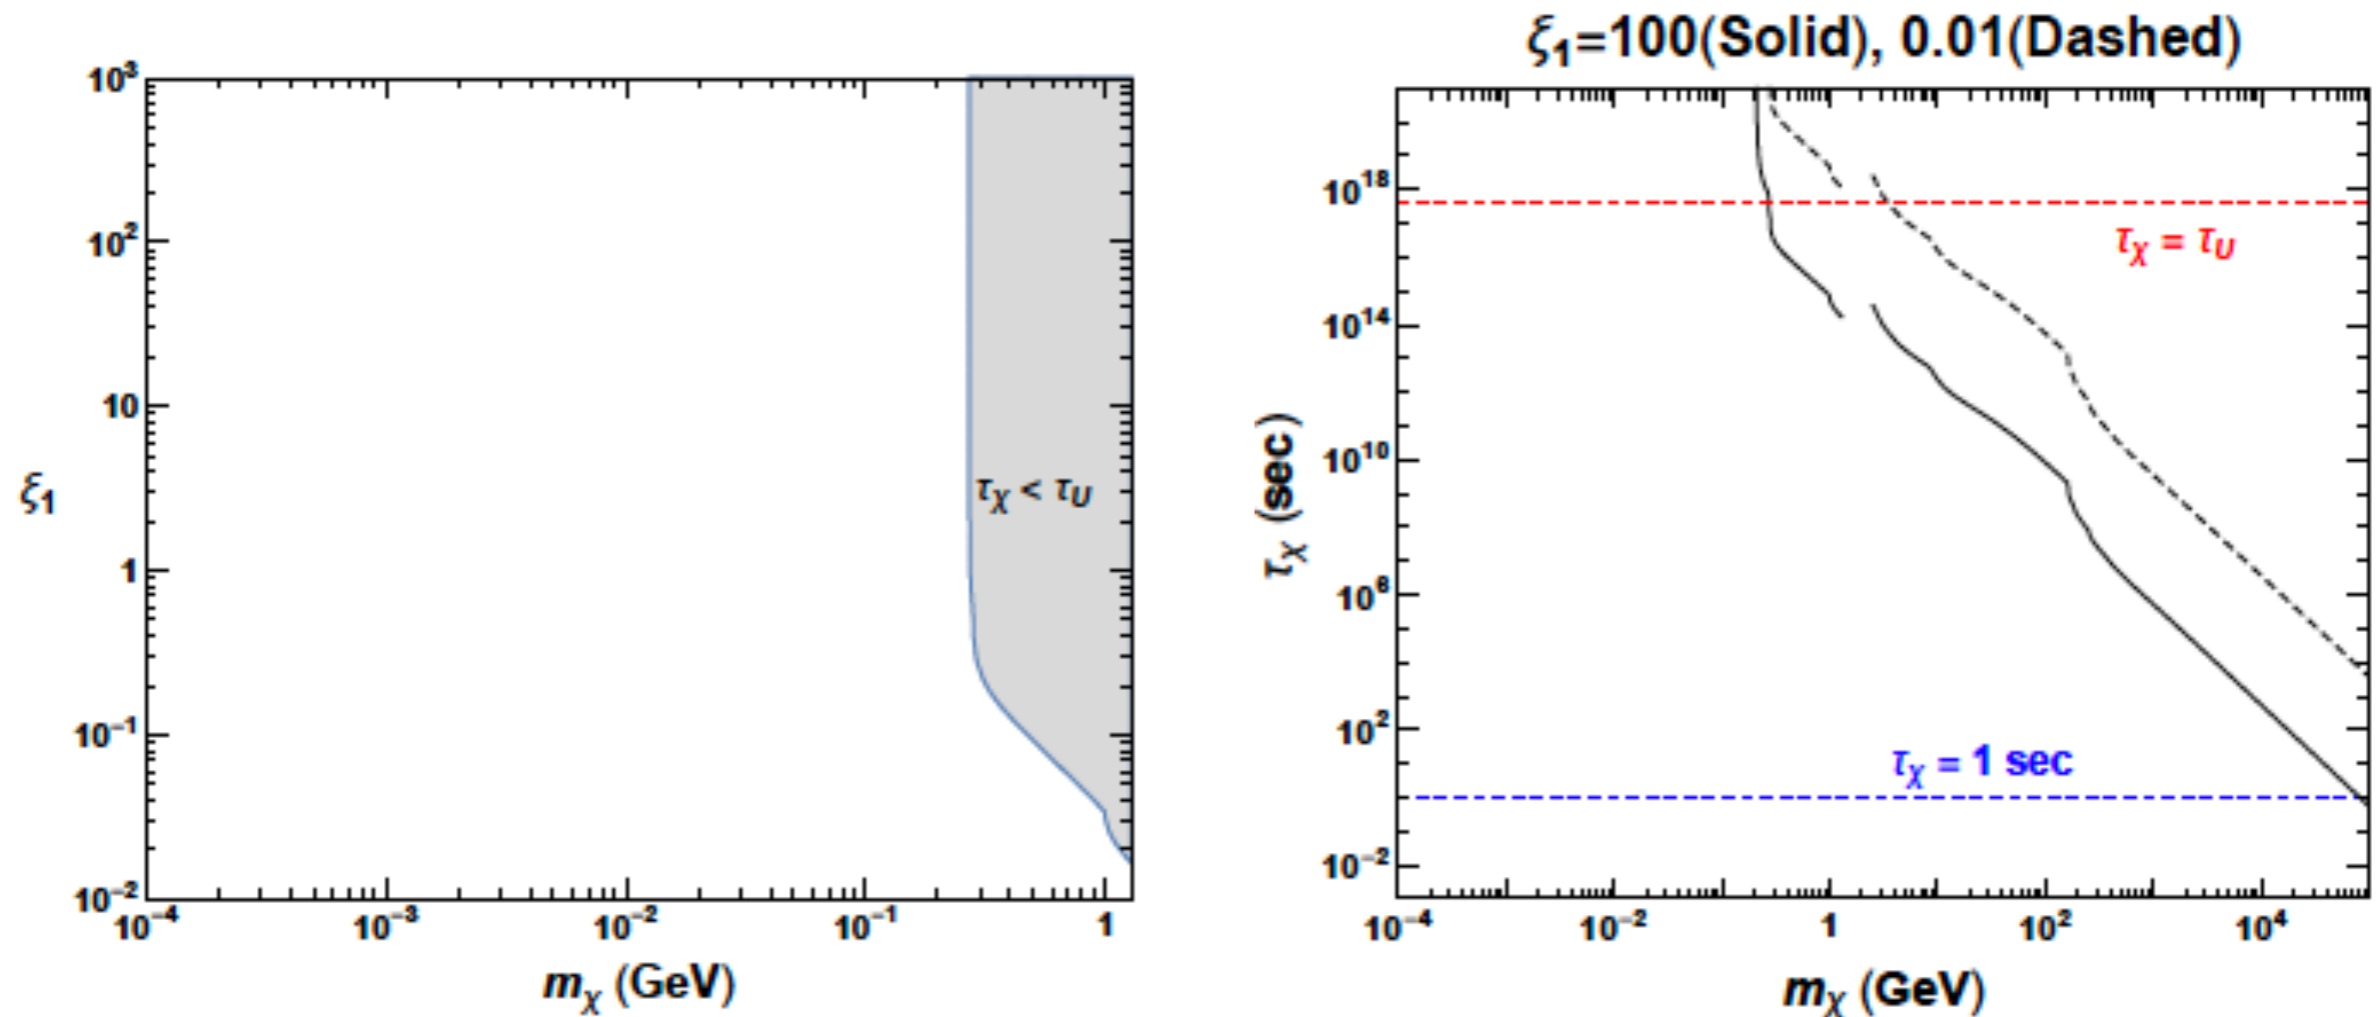 ξ₁=100(Solid), 0.01(Dashed)
10³
10²
10
1
10⁻¹
10⁻²
ξ₁
τχ < τU
10⁻⁴ 10⁻³ 10⁻² 10⁻¹ 1
mχ (GeV)
10¹⁸
10¹⁴
10¹⁰
10⁶
10²
10⁻²
τχ (sec)
τχ = τU
τχ = 1 sec
10⁻⁴ 10⁻² 1 10² 10⁴
mχ (GeV)